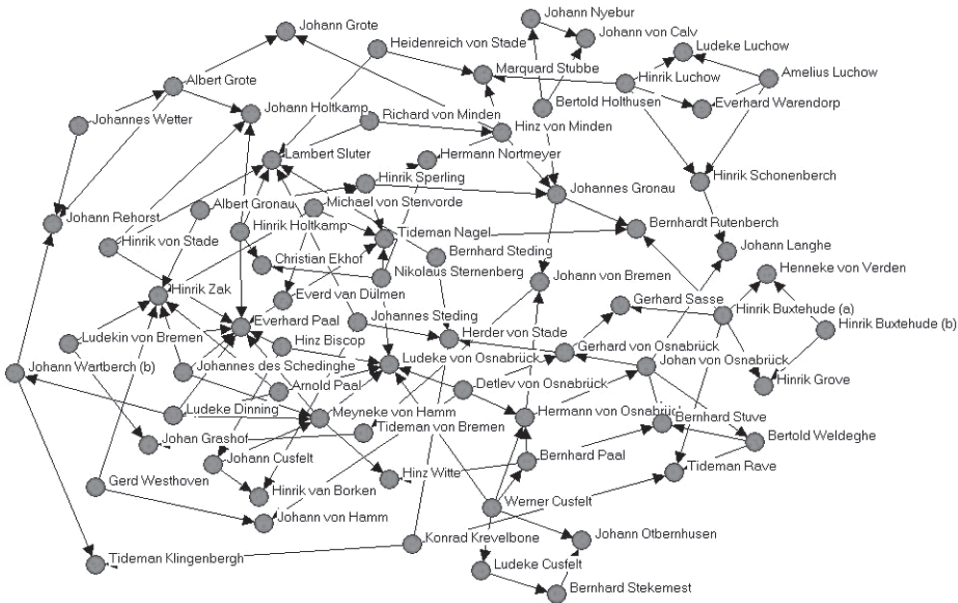 Johann Nyebur
Johann Grote
Johann von Calv
Heidenreich von Stade
Ludeke Luchow
Marquard Stubbe
Hinrik Luchow
Amelius Luchow
Albert Grote
Bertold Holthusen
Everhard Warendorp
Johann Holtkamp
Richard von Minden
Johannes Wetter
Hinz von Minden
Lambert Sluter
Hermann Nortmeyer
Hinrik Schonenberch
Hinrik Sperling
Johannes Gronau
Albert Gronau
Michael von Stenvorde
Johann Rehorst
Bernhardt Rutenberch
Hinrik Holtkamp
Tideman Nagel
Hinrik von Stade
Johann Langhe
Bernhard Steding
Christian Ekhof
Henneke von Verden
Nikolaus Sternenberg
Johann von Bremen
Hinrik Zak
Everd van Dülmen
Gerhard Sasse
Hinrik Buxtehude (a)
Johannes Steding
Everhard Paal
Hinrik Buxtehude (b)
Ludekin von Bremen
Herder von Stade
Hinz Biscop
Gerhard von Osnabrück
Ludeke von Osnabrück
Johan von Osnabrück
Johann Wartberch (b)
Johannes des Schedinghe
Hinrik Grove
Arnold Paal
Detlev von Osnabrück
Ludeke Dinning
Meyneke von Hamm
Hermann von Osnabrück
Bernhard Stuve
Tideman von Bremen
Johan Grashof
Bertold Weldeghe
Johann Cusfelt
Bernhard Paal
Hinz Witte
Tideman Rave
Gerd Westhoven
Hinrik van Borken
Werner Cusfelt
Johann von Hamm
Johann Otbernhusen
Konrad Krevelbone
Tideman Klingenbergh
Ludeke Cusfelt
Bernhard Stekemest